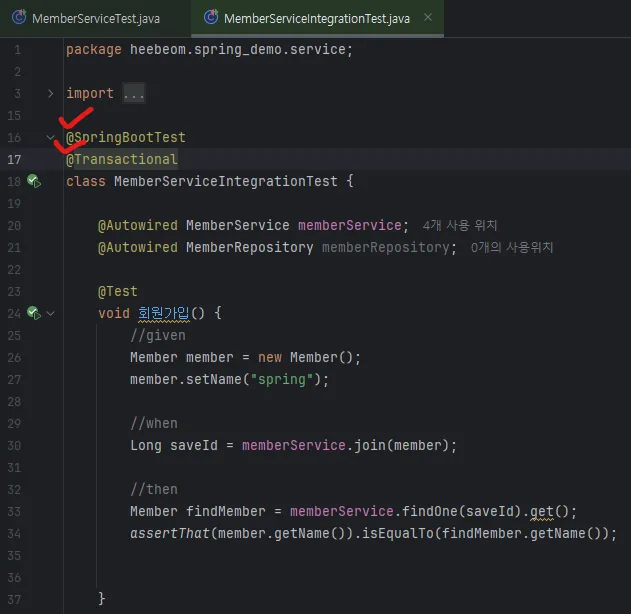 MemberServiceTest.java
MemberServiceIntegrationTest.java
1 package heebeom.spring_demo.service;
2
3 import ...
15
16 @SpringBootTest
17 @Transactional
18 class MemberServiceIntegrationTest {
19
20 @Autowired MemberService memberService; 4개 사용 위치
21 @Autowired MemberRepository memberRepository; 0개의 사용위치
22
23 @Test
24 void 회원가입() {
25 //given
26 Member member = new Member();
27 member.setName("spring");
28
29 //when
30 Long saveId = memberService.join(member);
31
32 //then
33 Member findMember = memberService.findOne(saveId).get();
34 assertThat(member.getName()).isEqualTo(findMember.getName());
35
36
37 }